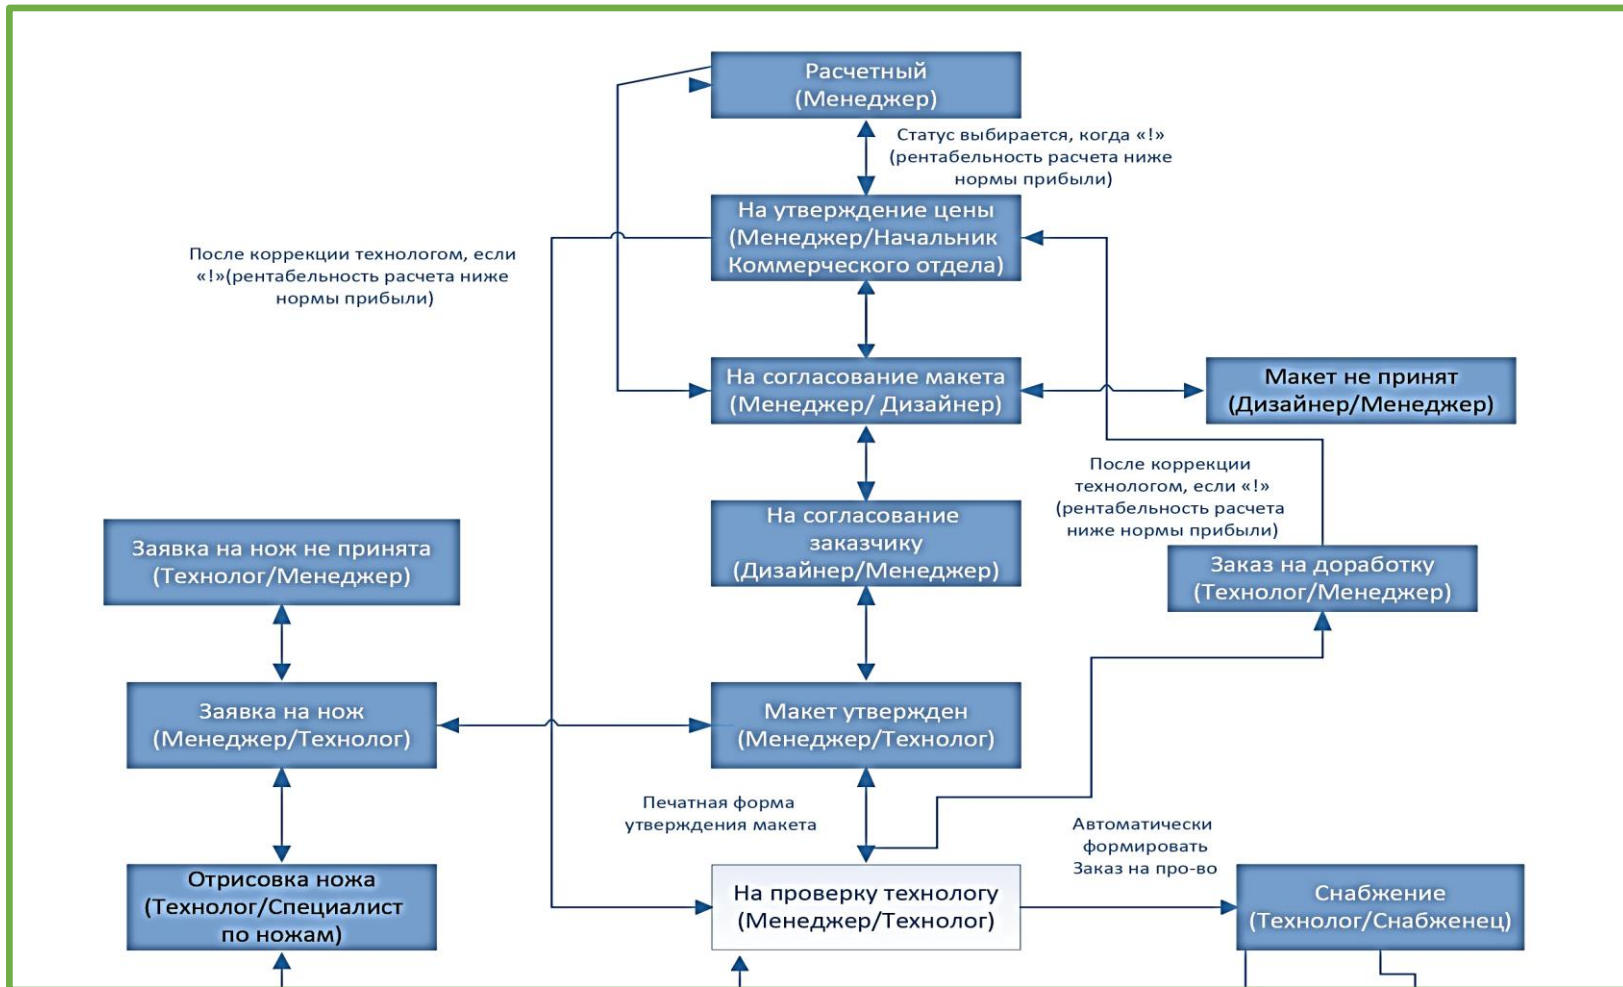 Расчетный
(Менеджер)
Статус выбирается, когда «!»
(рентабельность расчета ниже
нормы прибыли)
На утверждение цены
(Менеджер/Начальник
Коммерческого отдела)
После коррекции технологом, если
«!»(рентабельность расчета ниже
нормы прибыли)
На согласование макета
(Менеджер/ Дизайнер)
Макет не принят
(Дизайнер/Менеджер)
После коррекции
технологом, если «!»
(рентабельность расчета
ниже нормы прибыли)
На согласование
заказчику
(Дизайнер/Менеджер)
Заявка на нож не принята
(Технолог/Менеджер)
Заказ на доработку
(Технолог/Менеджер)
Заявка на нож
(Менеджер/Технолог)
Макет утвержден
(Менеджер/Технолог)
Печатная форма
утверждения макета
Автоматически
формировать
Заказ на про-во
Отрисовка ножа
(Технолог/Специалист
по ножам)
На проверку технологу
(Менеджер/Технолог)
Снабжение
(Технолог/Снабженец)